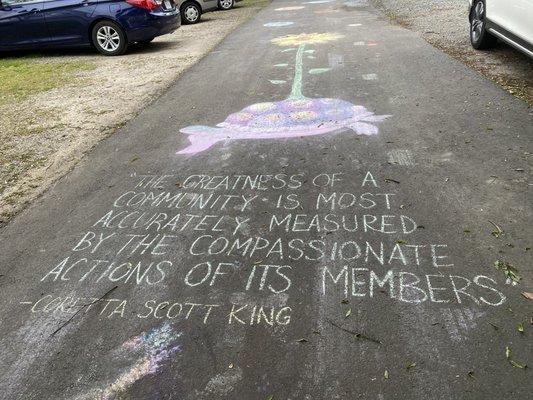 "THE GREATNESS OF A
COMMUNITY IS MOST
ACCURATELY MEASURED
BY THE COMPASSIONATE
ACTIONS OF ITS MEMBERS"
- CORETTA SCOTT KING